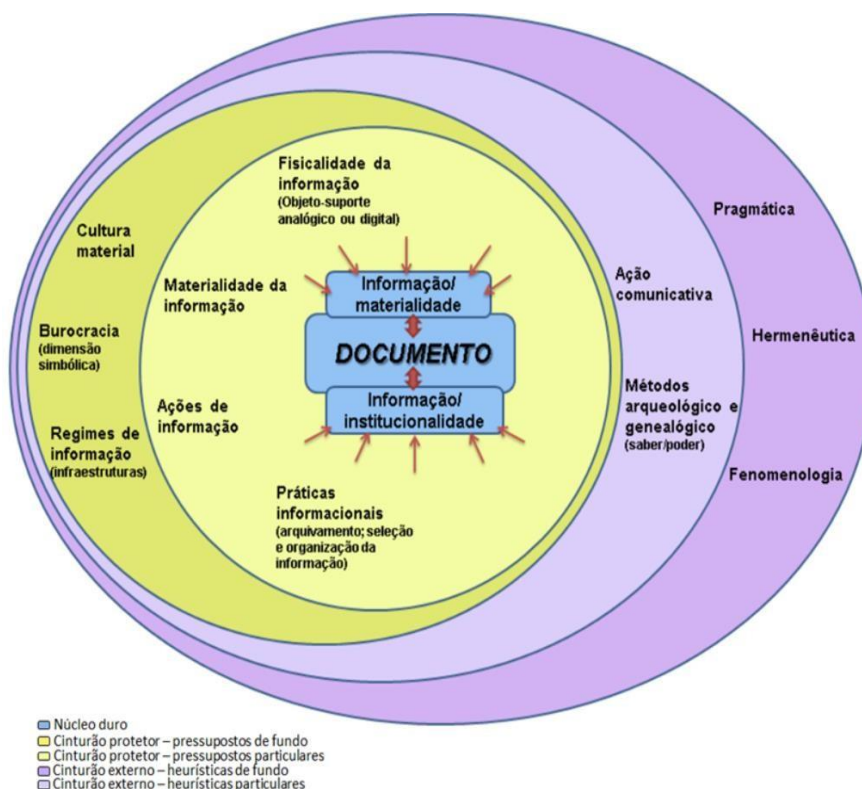 Fisicalidade da
informação
(Objeto-suporte
analógico ou digital)
Cultura
material
Materialidade da
informação
Burocracia
(dimensão
simbólica)
Ações de
informação
Regimes de
informação
(infraestruturas)
Informação/
materialidade
DOCUMENTO
Informação/
institucionalidade
Práticas
informacionais
(arquivamento; seleção
e organização da
informação)
Ação
comunicativa
Métodos
arqueológico e
genealógico
(saber/poder)
Pragmática
Hermenêutica
Fenomenologia
Núcleo duro
Cinturão protetor – pressupostos de fundo
Cinturão protetor – pressupostos particulares
Cinturão externo – heurísticas de fundo
Cinturão externo – heurísticas particulares